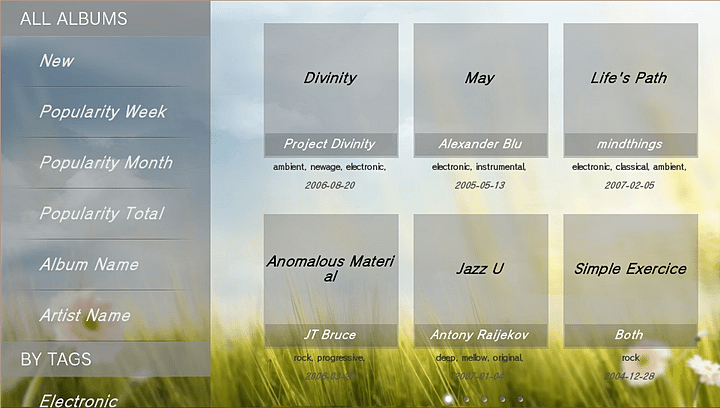 ALL ALBUMS
New
Popularity Week
Popularity Month
Popularity Total
Album Name
Artist Name
BY TAGS
Electronic
Divinity
Project Divinity
ambient, newage, electronic,
2006-08-20
May
Alexander Blu
electronic, instrumental,
2005-05-13
Life's Path
mindthings
electronic, classical, ambient,
2007-02-05
Anomalous Materi
al
JT Bruce
rock, progressive,
Jazz U
Antony Raijekov
deep, mellow, original,
2007-01-04
Simple Exercice
Both
rock
2004-12-28